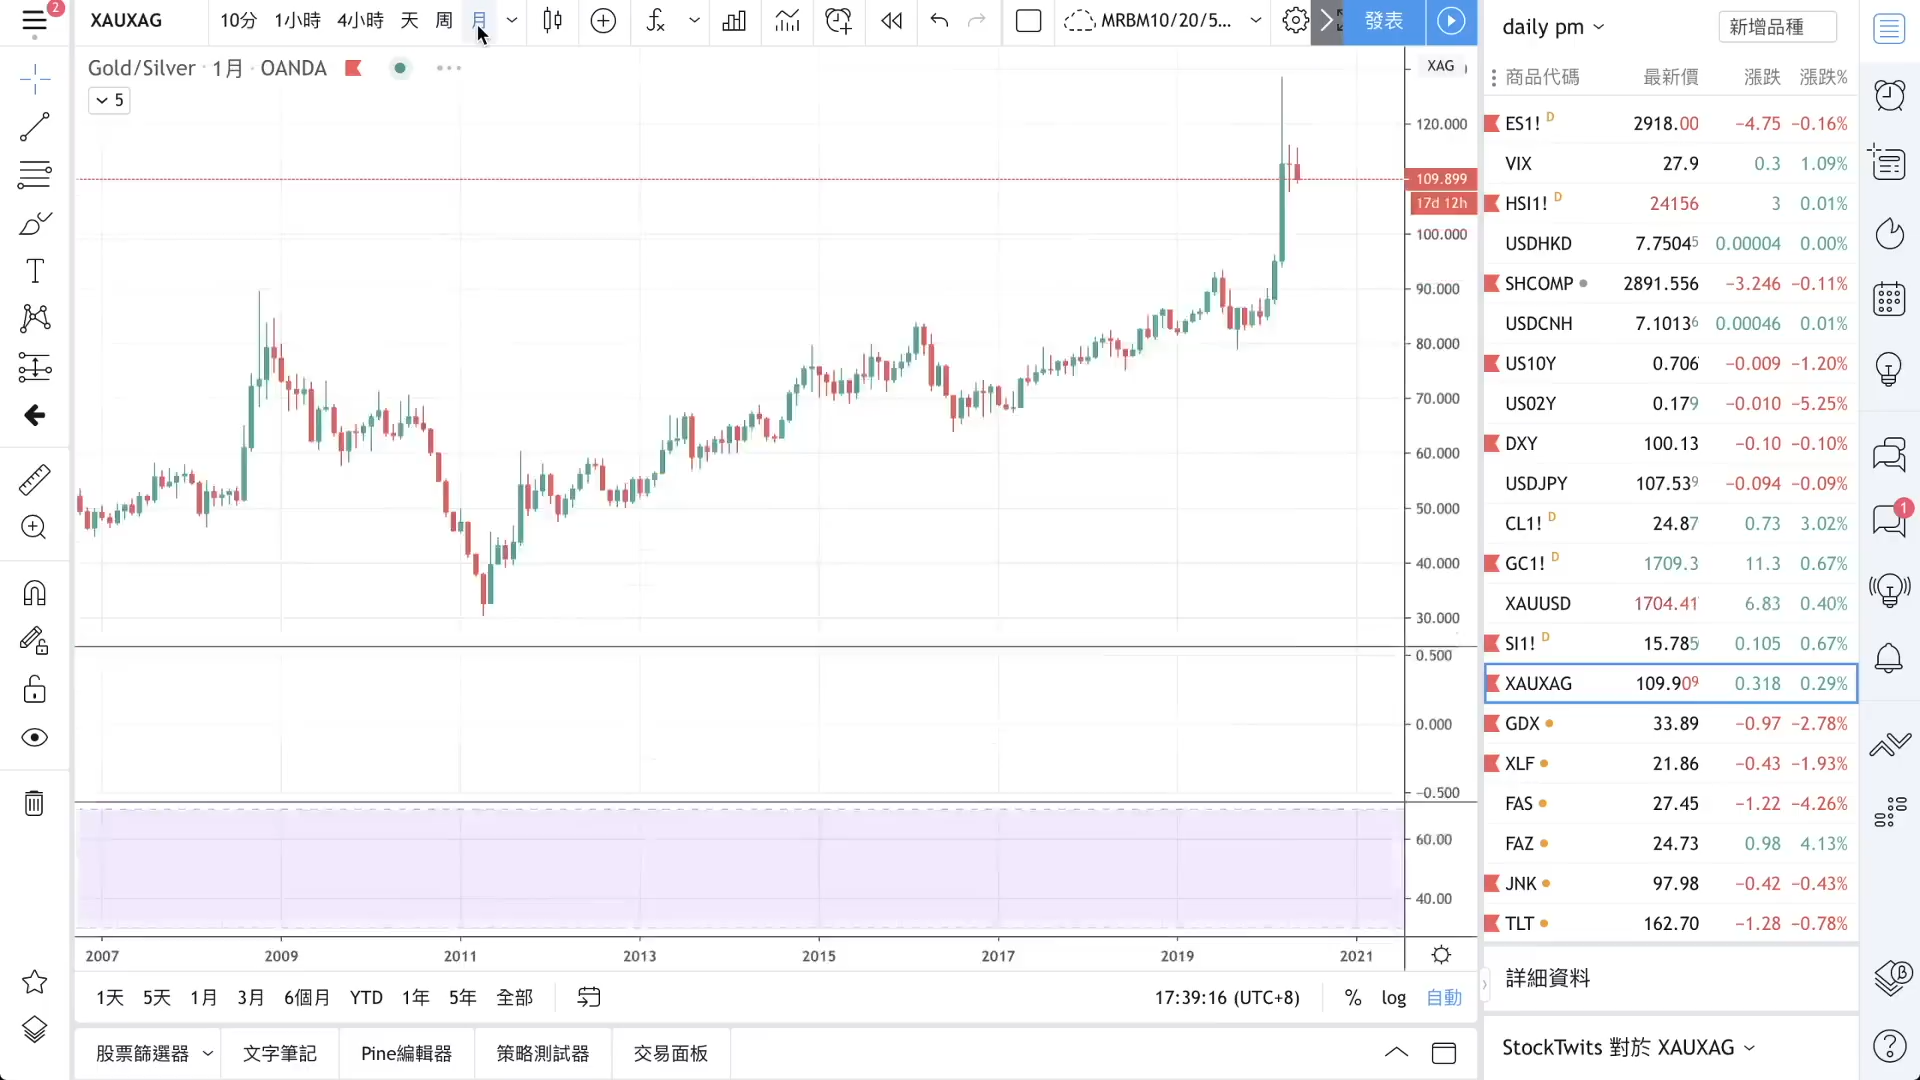 2
XAUXAG
10分 1小時 4小時 天 周 月
MRBM10/20/5...
發表
Gold/Silver · 1月 · OANDA
5
XAG
120.000
109.899
17d 12h
100.000
90.000
80.000
70.000
60.000
50.000
40.000
30.000
0.500
0.000
−0.500
60.00
40.00
2007 2009 2011 2013 2015 2017 2019 2021
1天 5天 1月 3月 6個月 YTD 1年 5年 全部
17:39:16 (UTC+8) % log 自動
股票篩選器 文字筆記 Pine編輯器 策略測試器 交易面板
daily pm
新增品種
商品代碼 最新價 漲跌 漲跌%
ES1! D 2918.00 −4.75 −0.16%
VIX 27.9 0.3 1.09%
HSI1! D 24156 3 0.01%
USDHKD 7.75045 0.00004 0.00%
SHCOMP 2891.556 −3.246 −0.11%
USDCNH 7.10136 0.00046 0.01%
US10Y 0.706 −0.009 −1.20%
US02Y 0.179 −0.010 −5.25%
DXY 100.13 −0.10 −0.10%
USDJPY 107.539 −0.094 −0.09%
CL1! D 24.87 0.73 3.02%
GC1! D 1709.3 11.3 0.67%
XAUUSD 1704.41 6.83 0.40%
SI1! D 15.785 0.105 0.67%
XAUXAG 109.909 0.318 0.29%
GDX 33.89 −0.97 −2.78%
XLF 21.86 −0.43 −1.93%
FAS 27.45 −1.22 −4.26%
FAZ 24.73 0.98 4.13%
JNK 97.98 −0.42 −0.43%
TLT 162.70 −1.28 −0.78%
詳細資料
StockTwits 對於 XAUXAG
1